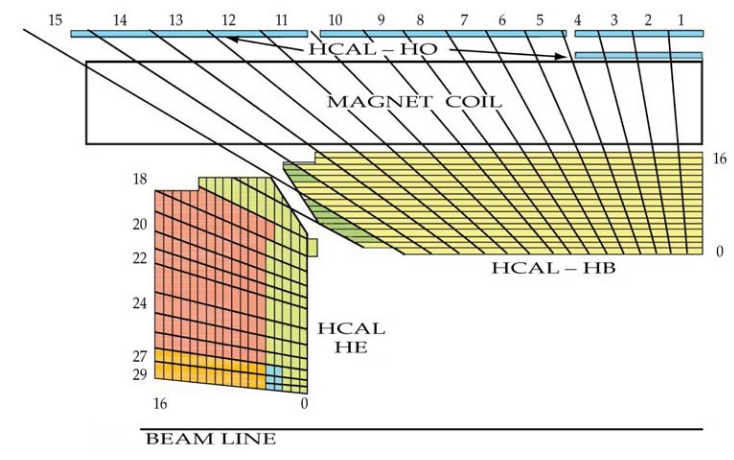 15 14 13 12 11 10 9 8 7 6 5 4 3 2 1
HCAL – HO
MAGNET COIL
16
18
20
0
22
HCAL – HB
24
HCAL
HE
27
29
16 0
BEAM LINE